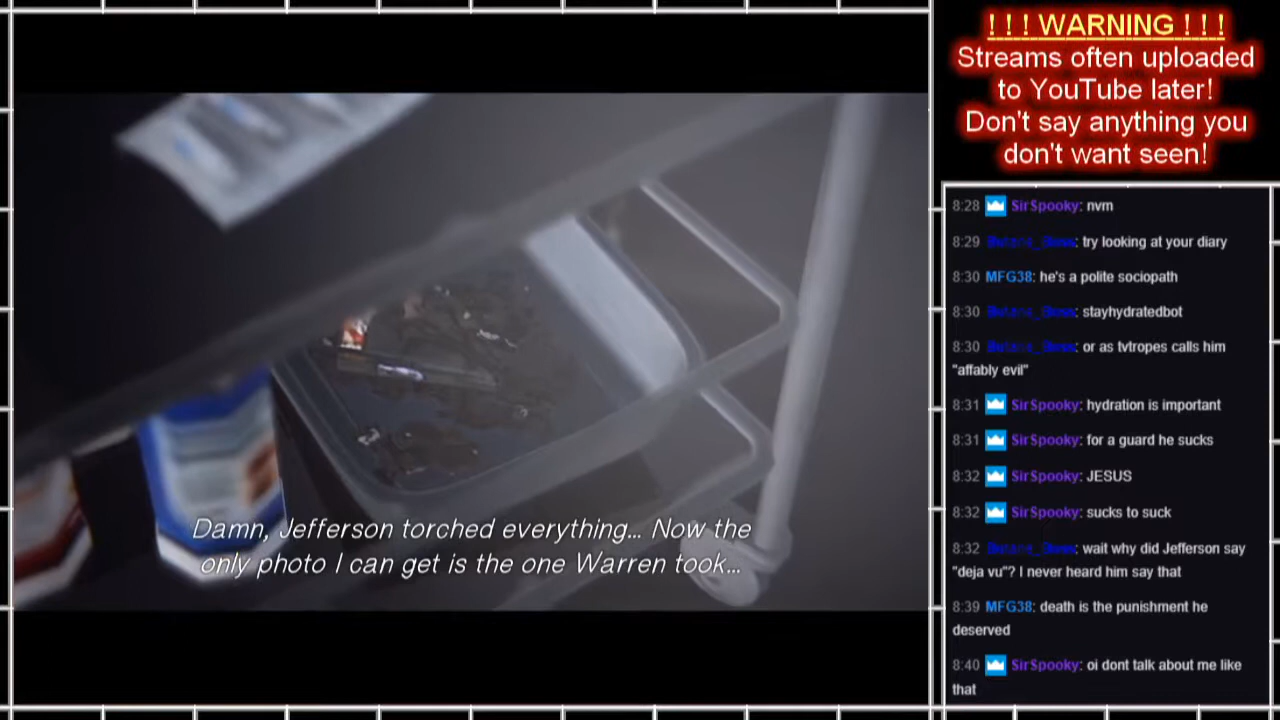 ! ! ! WARNING ! ! !
Streams often uploaded
to YouTube later!
Don't say anything you
don't want seen!
8:28 SirSpooky: nvm
8:29 Butane_Boss: try looking at your diary
8:30 MFG38: he's a polite sociopath
8:30 Butane_Boss: stayhydratedbot
8:30 Butane_Boss: or as tvtropes calls him
"affably evil"
8:31 SirSpooky: hydration is important
8:31 SirSpooky: for a guard he sucks
8:32 SirSpooky: JESUS
8:32 SirSpooky: sucks to suck
8:32 Butane_Boss: wait why did Jefferson say
"deja vu"? I never heard him say that
8:39 MFG38: death is the punishment he
deserved
8:40 SirSpooky: oi dont talk about me like
that
Damn, Jefferson torched everything... Now the
only photo I can get is the one Warren took...